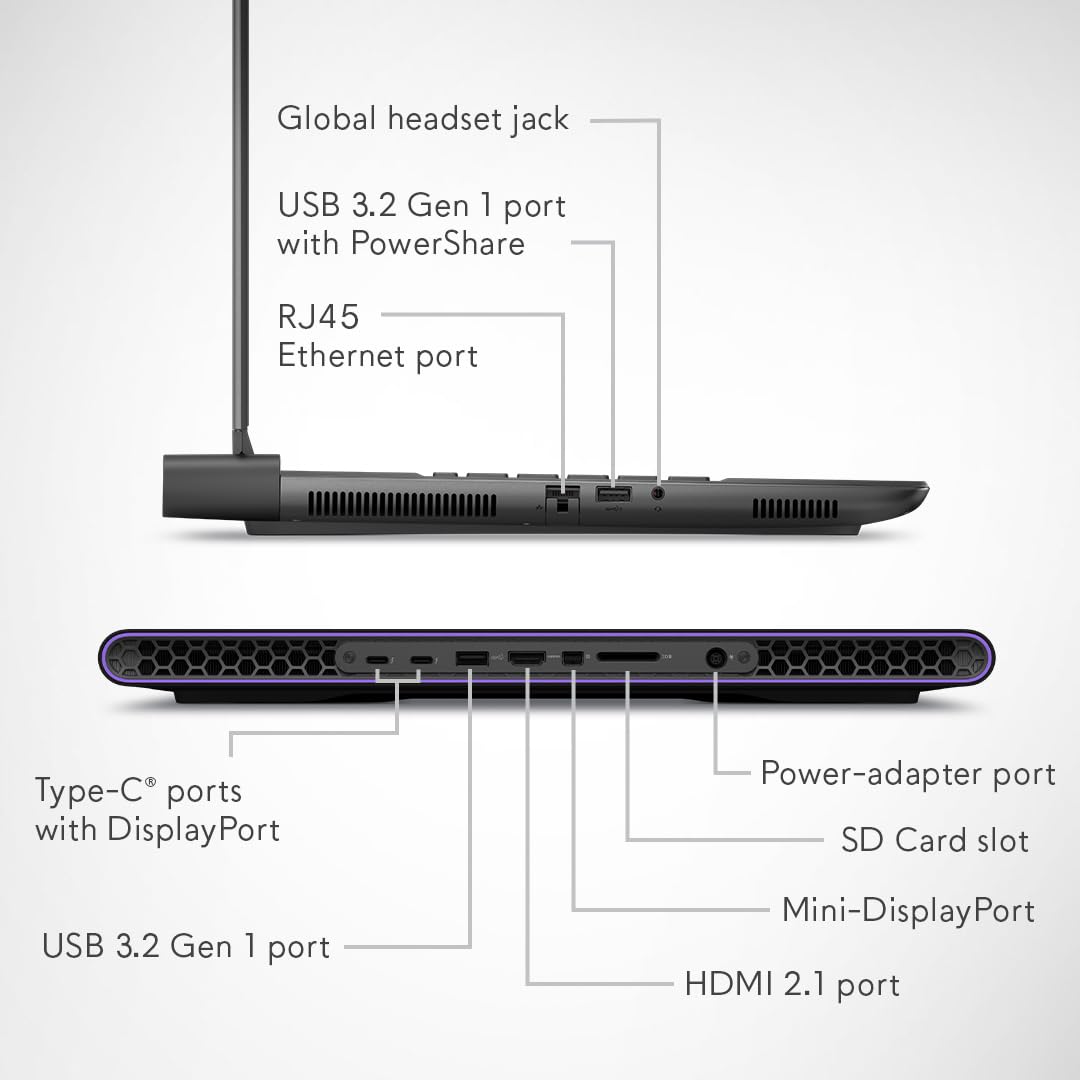 Global headset jack
USB 3.2 Gen 1 port
with PowerShare
RJ45
Ethernet port
Type-C® ports
with DisplayPort
Power-adapter port
SD Card slot
Mini-DisplayPort
USB 3.2 Gen 1 port
HDMI 2.1 port